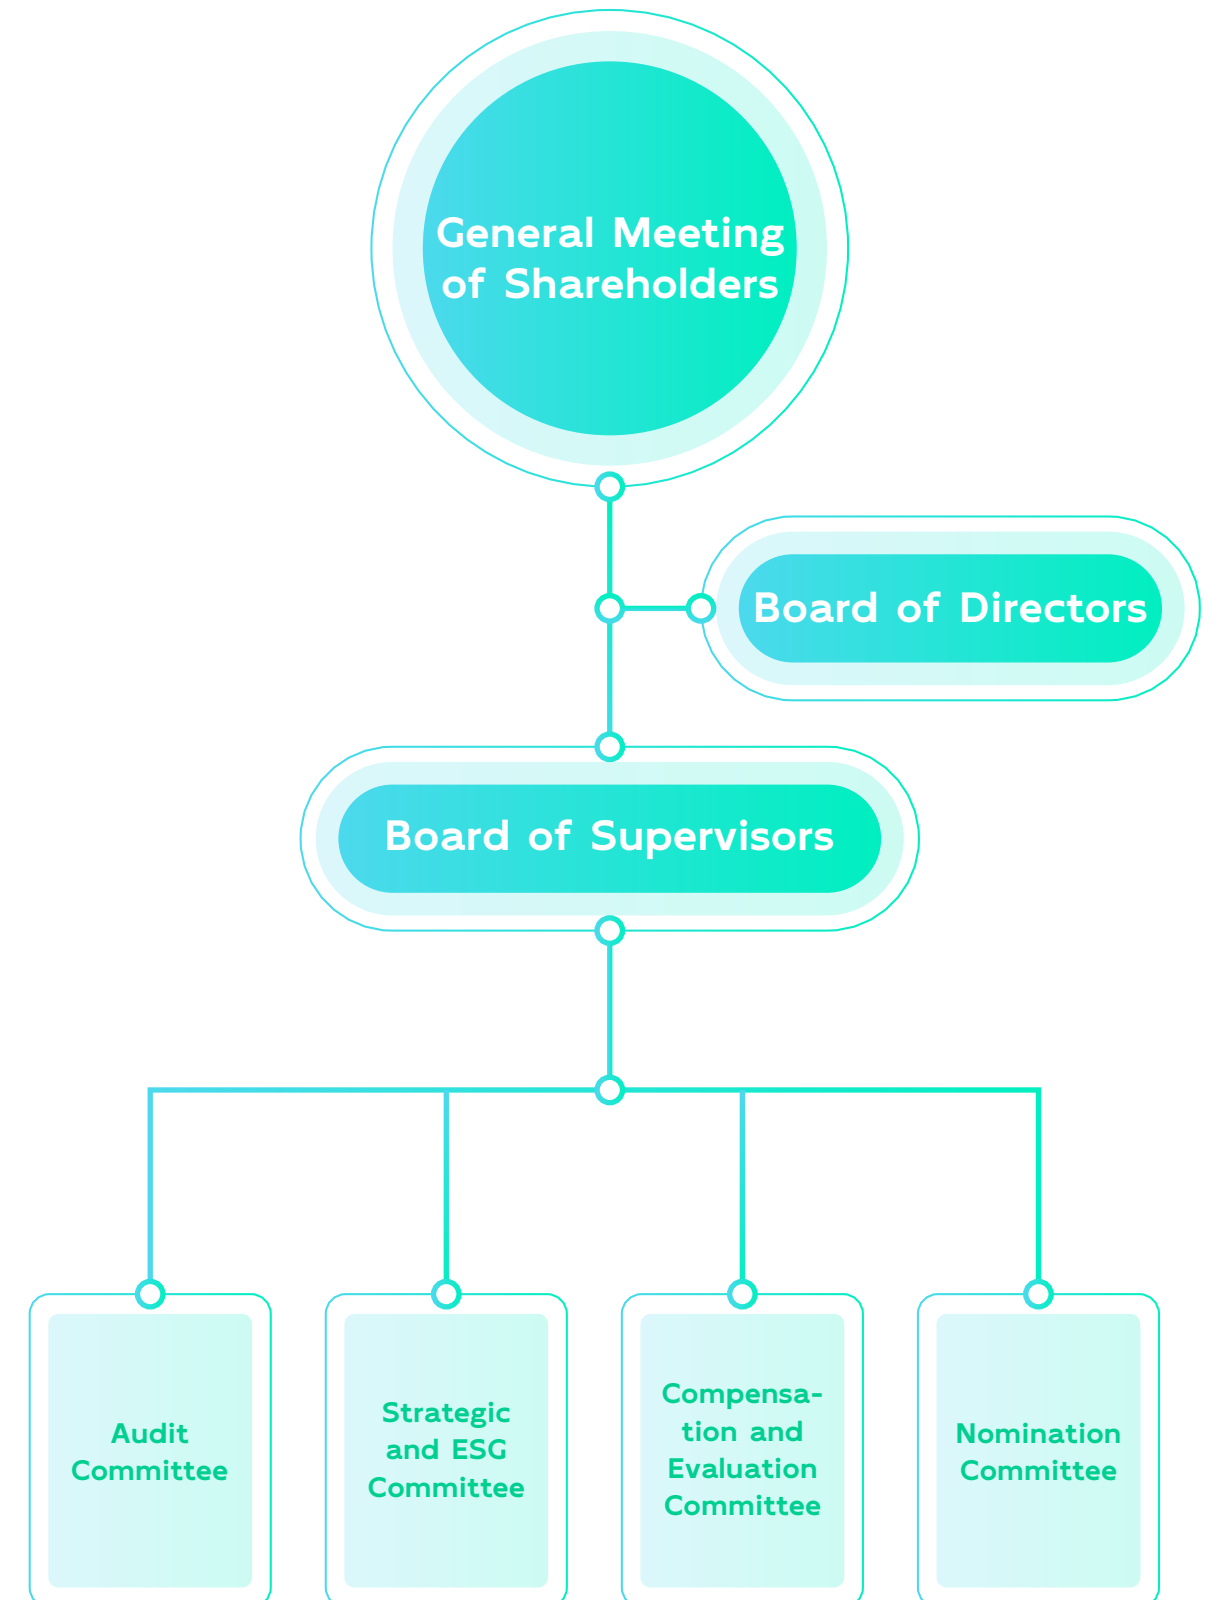 General Meeting
of Shareholders
Board of Directors
Board of Supervisors
Audit
Committee
Strategic
and ESG
Committee
Compensa-
tion and
Evaluation
Committee
Nomination
Committee